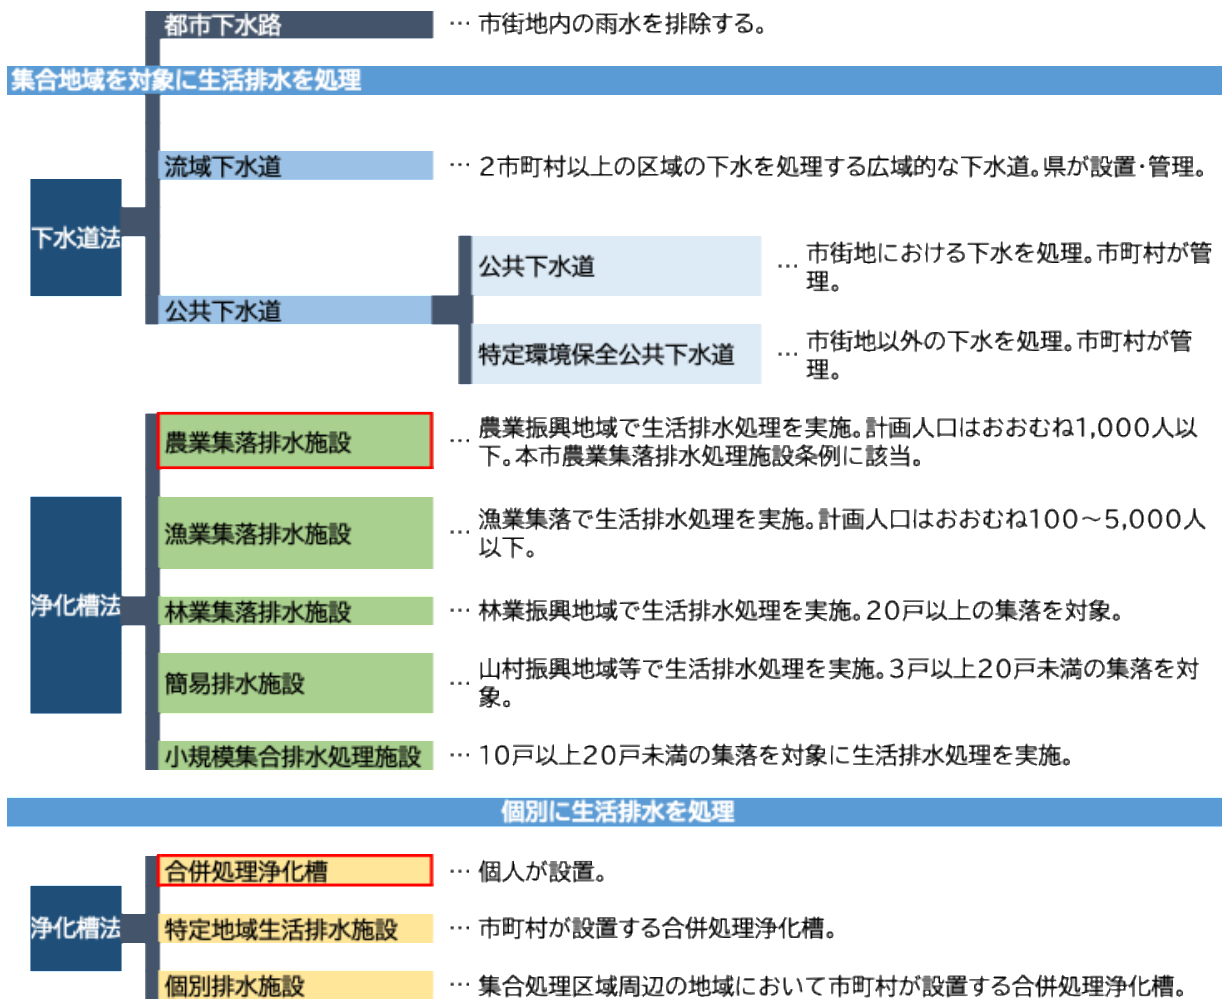 都市下水路 … 市街地内の雨水を排除する。
集合地域を対象に生活排水を処理
流域下水道 … 2市町村以上の区域の下水を処理する広域的な下水道。県が設置・管理。
下水道法
公共下水道 … 市街地における下水を処理。市町村が管
理。
公共下水道
特定環境保全公共下水道 … 市街地以外の下水を処理。市町村が管
理。
農業集落排水施設 … 農業振興地域で生活排水処理を実施。計画人口はおおむね1,000人以
下。本市農業集落排水処理施設条例に該当。
漁業集落排水施設 … 漁業集落で生活排水処理を実施。計画人口はおおむね100～5,000人
以下。
浄化槽法
林業集落排水施設 … 林業振興地域で生活排水処理を実施。20戸以上の集落を対象。
簡易排水施設 … 山村振興地域等で生活排水処理を実施。3戸以上20戸未満の集落を対
象。
小規模集合排水処理施設 … 10戸以上20戸未満の集落を対象に生活排水処理を実施。
個別に生活排水を処理
合併処理浄化槽 … 個人が設置。
浄化槽法
特定地域生活排水施設 … 市町村が設置する合併処理浄化槽。
個別排水施設 … 集合処理区域周辺の地域において市町村が設置する合併処理浄化槽。